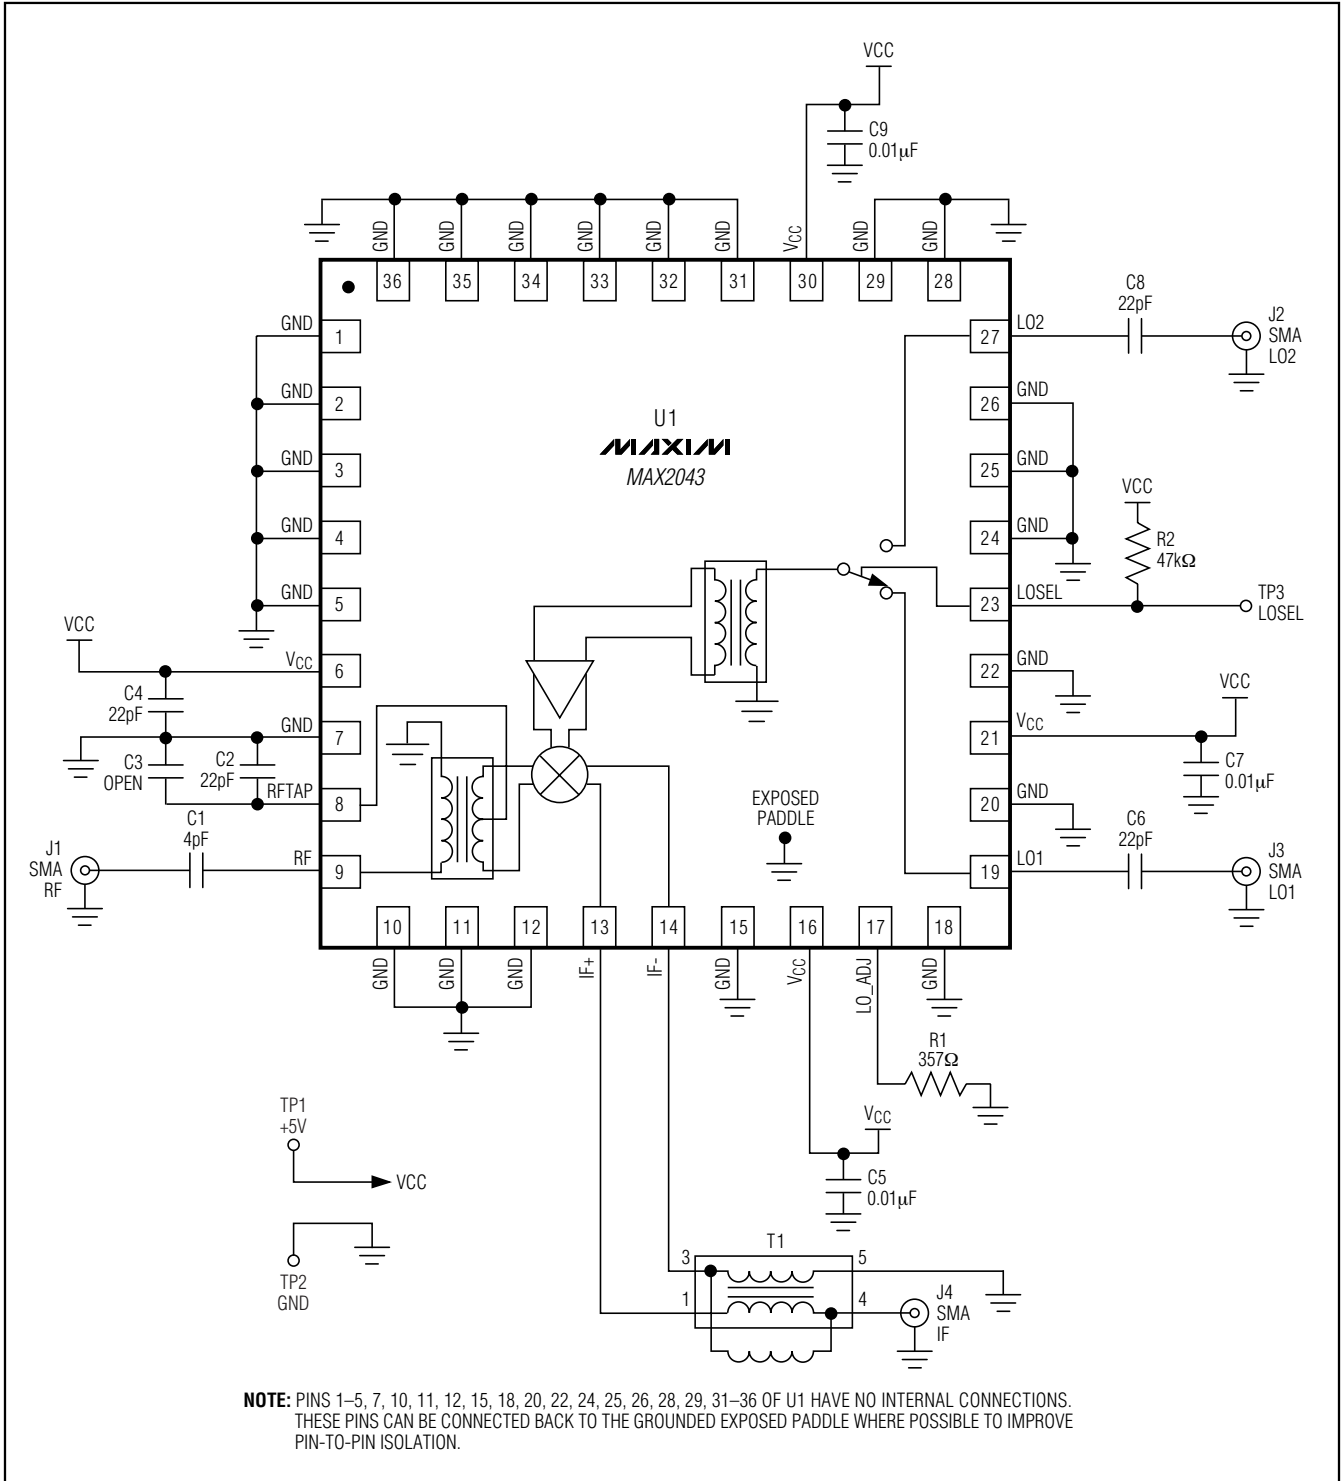 VCC
C9
0.01µF
GND
GND
GND
GND
GND
GND
VCC
GND
GND
36
35
34
33
32
31
30
29
28
C8
22pF
J2
SMA
LO2
GND
1
27
LO2
GND
2
26
GND
U1
MAXIM
MAX2043
GND
3
25
GND
VCC
GND
4
24
GND
R2
47kΩ
GND
5
23
LOSEL
TP3
LOSEL
VCC
VCC
6
22
GND
C4
22pF
VCC
GND
7
21
VCC
C3
OPEN
C2
22pF
C7
0.01µF
RFTAP
8
EXPOSED
PADDLE
20
GND
C1
4pF
C6
22pF
J1
SMA
RF
RF
9
19
LO1
J3
SMA
LO1
10
11
12
13
14
15
16
17
18
GND
GND
GND
IF+
IF-
GND
VCC
LO_ADJ
GND
R1
357Ω
TP1
+5V
VCC
VCC
C5
0.01µF
TP2
GND
T1
3
5
1
4
J4
SMA
IF
NOTE: PINS 1–5, 7, 10, 11, 12, 15, 18, 20, 22, 24, 25, 26, 28, 29, 31–36 OF U1 HAVE NO INTERNAL CONNECTIONS.
THESE PINS CAN BE CONNECTED BACK TO THE GROUNDED EXPOSED PADDLE WHERE POSSIBLE TO IMPROVE
PIN-TO-PIN ISOLATION.